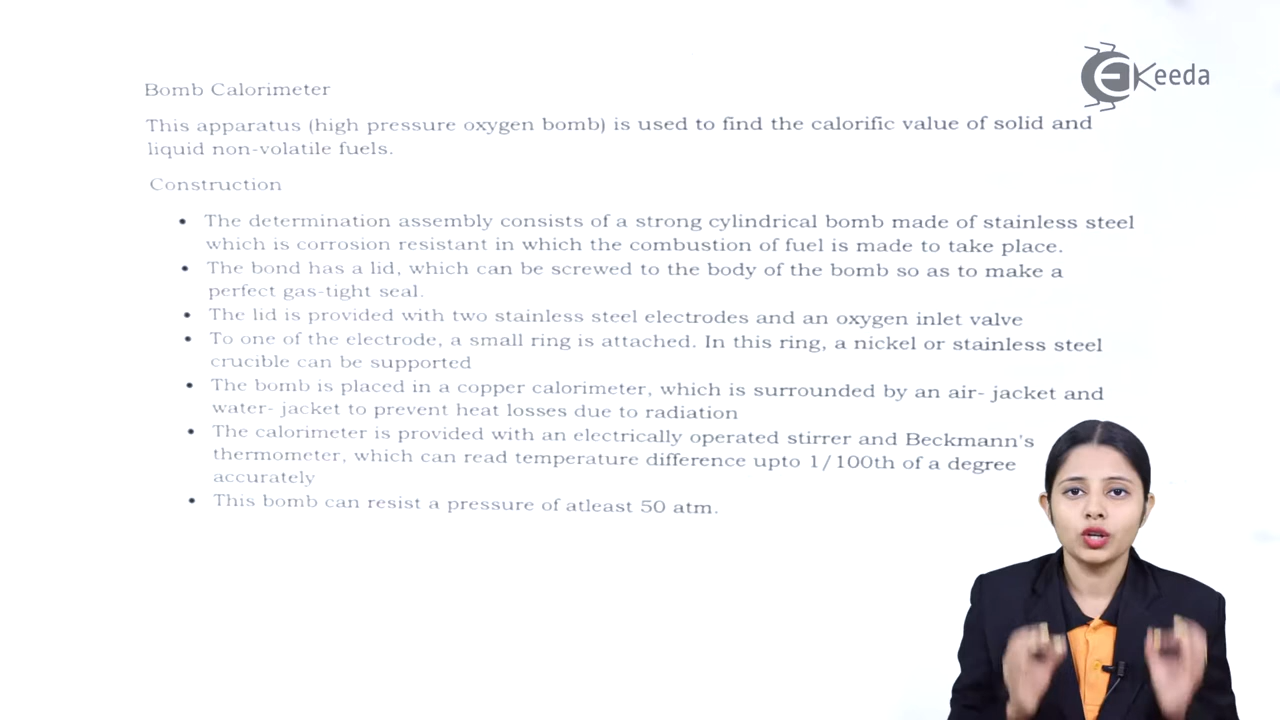 EKeeda
Bomb Calorimeter
This apparatus (high pressure oxygen bomb) is used to find the calorific value of solid and
liquid non-volatile fuels.
Construction
• The determination assembly consists of a strong cylindrical bomb made of stainless steel
which is corrosion resistant in which the combustion of fuel is made to take place.
• The bond has a lid, which can be screwed to the body of the bomb so as to make a
perfect gas-tight seal.
• The lid is provided with two stainless steel electrodes and an oxygen inlet valve
• To one of the electrode, a small ring is attached. In this ring, a nickel or stainless steel
crucible can be supported
• The bomb is placed in a copper calorimeter, which is surrounded by an air- jacket and
water- jacket to prevent heat losses due to radiation
• The calorimeter is provided with an electrically operated stirrer and Beckmann's
thermometer, which can read temperature difference upto 1/100th of a degree
accurately
• This bomb can resist a pressure of atleast 50 atm.